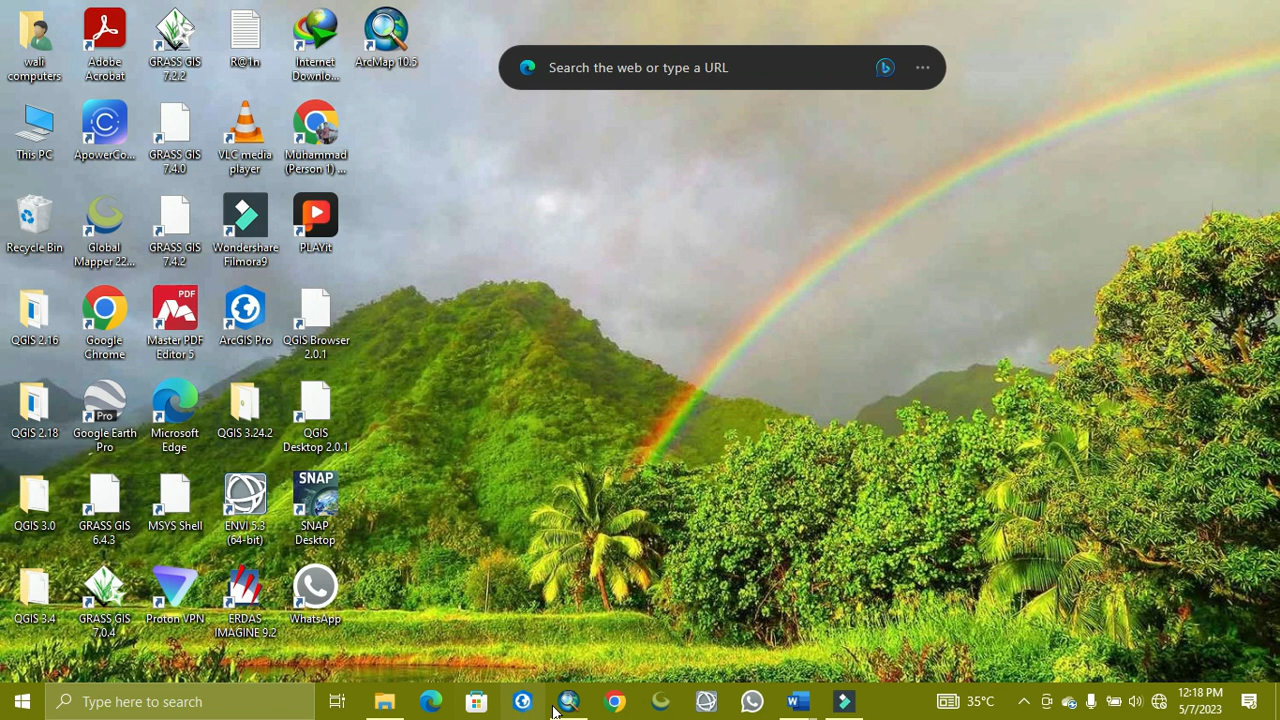 wali
computers
Adobe
Acrobat
GRASS GIS
7.2.2
R@1n
Internet
Downlo...
ArcMap 10.5
Search the web or type a URL
This PC
ApowerCo...
GRASS GIS
7.4.0
VLC media
player
Muhammad
(Person 1) ...
Recycle Bin
Global
Mapper 22...
GRASS GIS
7.4.2
Wondershare
Filmora9
PLAYit
QGIS 2.16
Google
Chrome
PDF
Master PDF
Editor 5
ArcGIS Pro
QGIS Browser
2.0.1
QGIS 2.18
Pro
Google Earth
Pro
Microsoft
Edge
QGIS 3.24.2
QGIS
Desktop 2.0.1
QGIS 3.0
GRASS GIS
6.4.3
MSYS Shell
ENVI 5.3
(64-bit)
SNAP
SNAP
Desktop
QGIS 3.4
GRASS GIS
7.0.4
Proton VPN
ERDAS
IMAGINE 9.2
WhatsApp
Type here to search
35°C
12:18 PM
5/7/2023